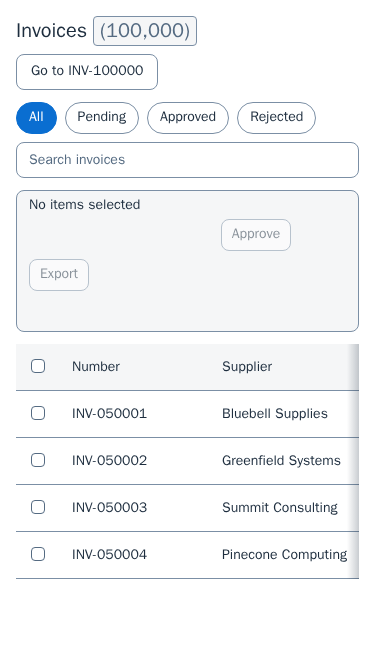 Invoices (100,000)
Go to INV-100000
All Pending Approved Rejected
Search invoices
No items selected
Approve
Export
Number Supplier
INV-050001 Bluebell Supplies
INV-050002 Greenfield Systems
INV-050003 Summit Consulting
INV-050004 Pinecone Computing